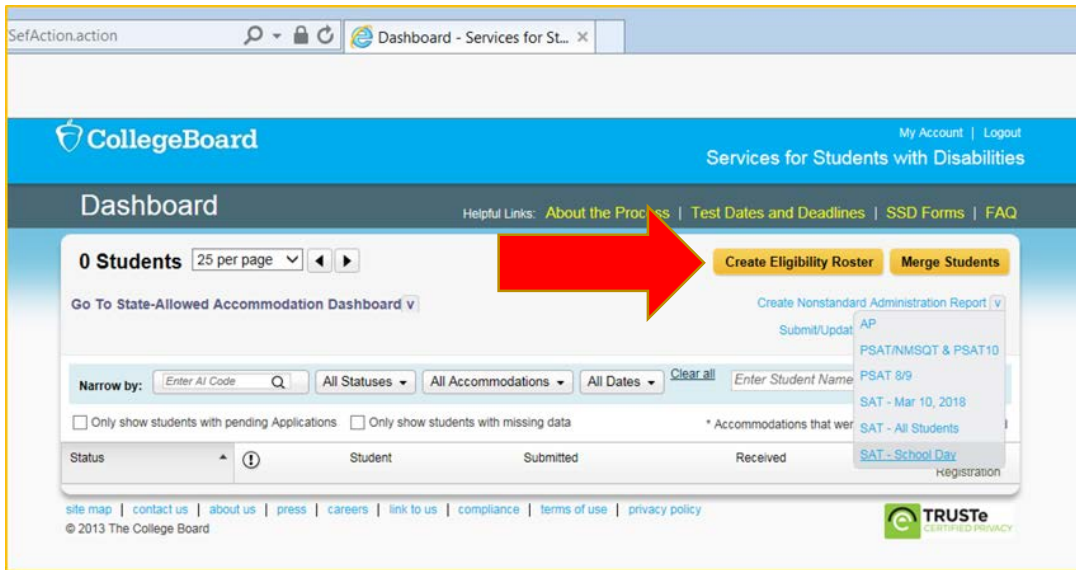 SefAction.action
Dashboard - Services for St...
CollegeBoard
My Account | Logout
Services for Students with Disabilities
Dashboard
Helpful Links: About the Process | Test Dates and Deadlines | SSD Forms | FAQ
0 Students 25 per page
Create Eligibility Roster Merge Students
Go To State-Allowed Accommodation Dashboard v
Create Nonstandard Administration Report v
Submit/Updat
AP
PSAT/NMSQT & PSAT10
PSAT 8/9
SAT - Mar 10, 2018
SAT - All Students
SAT - School Day
Narrow by: Enter AI Code All Statuses All Accommodations All Dates Clear all Enter Student Name
Only show students with pending Applications Only show students with missing data * Accommodations that wer
Status Student Submitted Received Registration
site map | contact us | about us | press | careers | link to us | compliance | terms of use | privacy policy
© 2013 The College Board
TRUSTe
CERTIFIED PRIVACY